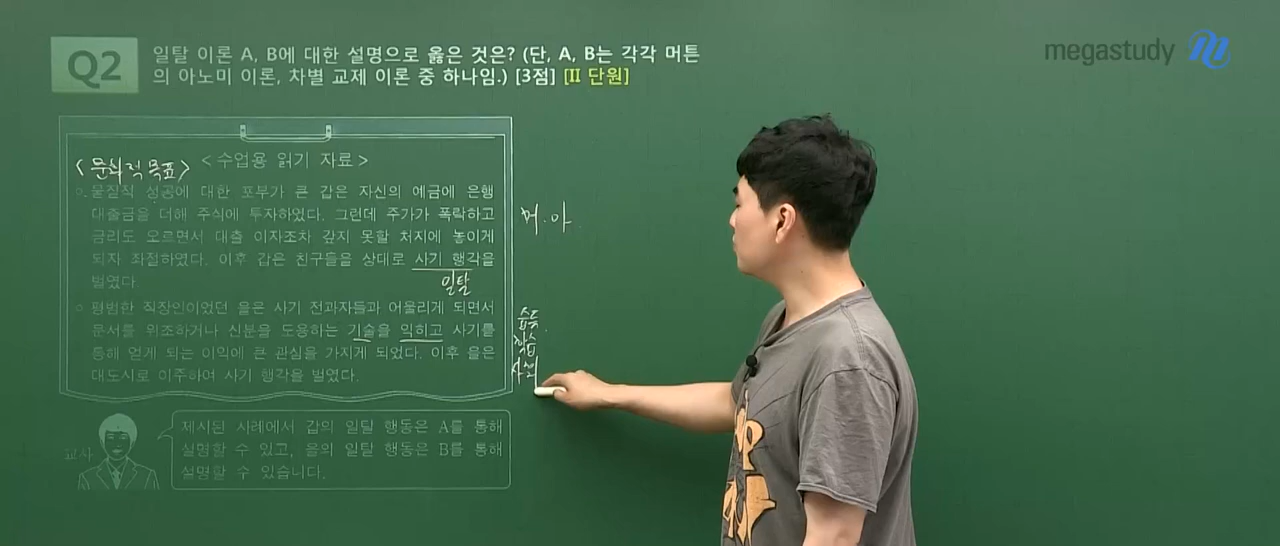 Q2
일탈 이론 A, B에 대한 설명으로 옳은 것은? (단, A, B는 각각 머튼
의 아노미 이론, 차별 교제 이론 중 하나임.) [3점] [Ⅱ 단원]
megastudy
<문화적 목표> <수업용 읽기 자료>
○ 물질적 성공에 대한 포부가 큰 갑은 자신의 예금에 은행
대출금을 더해 주식에 투자하였다. 그런데 주가가 폭락하고
금리도 오르면서 대출 이자조차 갚지 못할 처지에 놓이게
되자 좌절하였다. 이후 갑은 친구들을 상대로 사기 행각을
벌였다.
일탈
머.아.
○ 평범한 직장인이었던 을은 사기 전과자들과 어울리게 되면서
문서를 위조하거나 신분을 도용하는 기술을 익히고 사기를
통해 얻게 되는 이익에 큰 관심을 가지게 되었다. 이후 을은
대도시로 이주하여 사기 행각을 벌였다.
교사
제시된 사례에서 갑의 일탈 행동은 A를 통해
설명할 수 있고, 을의 일탈 행동은 B를 통해
설명할 수 있습니다.